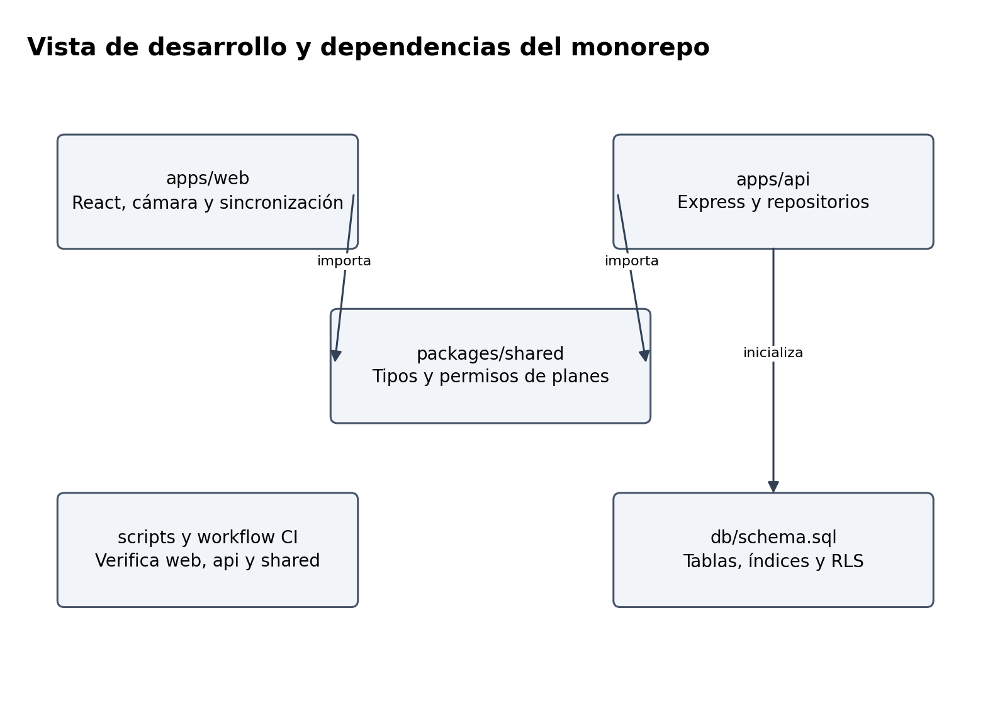 Vista de desarrollo y dependencias del monorepo
apps/web
React, cámara y sincronización
apps/api
Express y repositorios
importa
importa
packages/shared
Tipos y permisos de planes
inicializa
scripts y workflow CI
Verifica web, api y shared
db/schema.sql
Tablas, índices y RLS